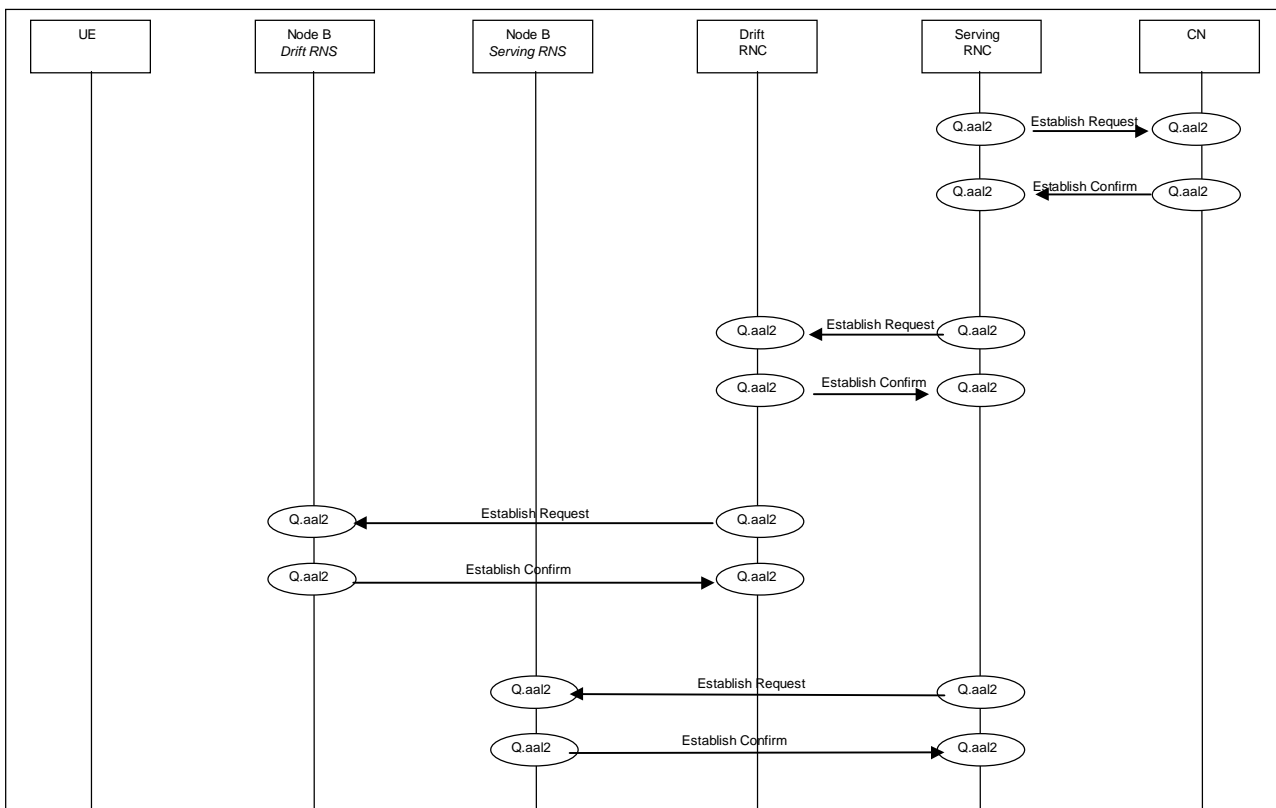 UE
Node B
Drift RNS
Node B
Serving RNS
Drift
RNC
Serving
RNC
CN
Q.aal2
Establish Request
Q.aal2
Q.aal2
Establish Confirm
Q.aal2
Q.aal2
Establish Request
Q.aal2
Q.aal2
Establish Confirm
Q.aal2
Q.aal2
Establish Request
Q.aal2
Q.aal2
Establish Confirm
Q.aal2
Q.aal2
Establish Request
Q.aal2
Q.aal2
Establish Confirm
Q.aal2